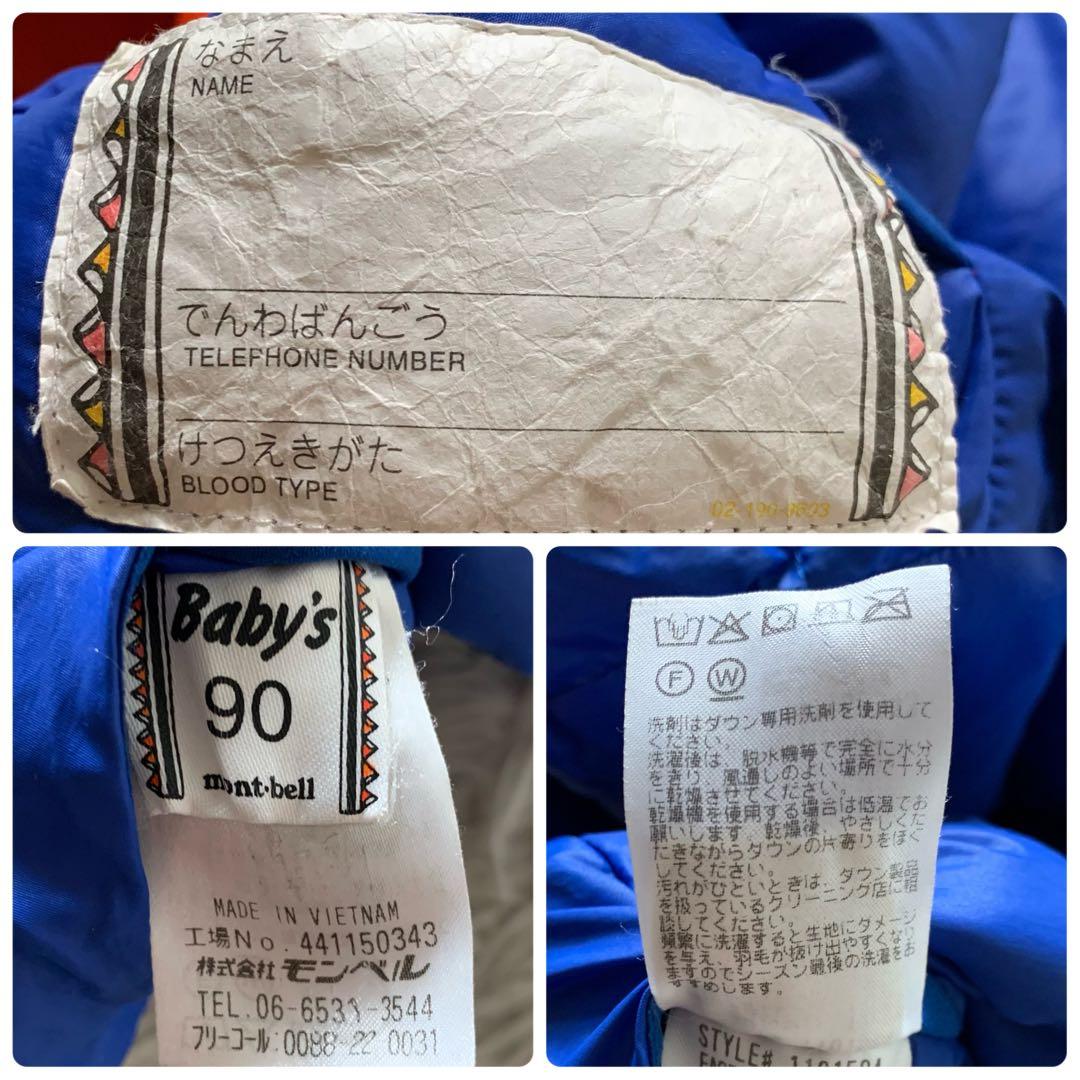 なまえ
NAME
でんわばんごう
TELEPHONE NUMBER
けつえきがた
BLOOD TYPE
02-190-8603
Baby's
90
mont·bell
MADE IN VIETNAM
工場No. 441150343
株式会社 モンベル
TEL. 06-6531-3544
フリーコール: 0088-22 0031
F W
洗剤はダウン専用洗剤を使用して
ください。
洗濯後は、脱水機等で完全に水分
を斉り、風通しのよい場所で十分
に乾燥させてください。
乾燥機を使用する場合は低温でお
願いします。乾燥後、やさしくた
たきながらダウンの片寄りをほぐ
してください。
汚れがひどいときは、ダウン製品
を扱っているクリーニング店に相
談してください。
頻繁に洗濯すると生地にダメージ
を与え、羽毛が抜け出やすくなり
ますのでシーズン最後の洗濯をお
すすめします。
STYLE#